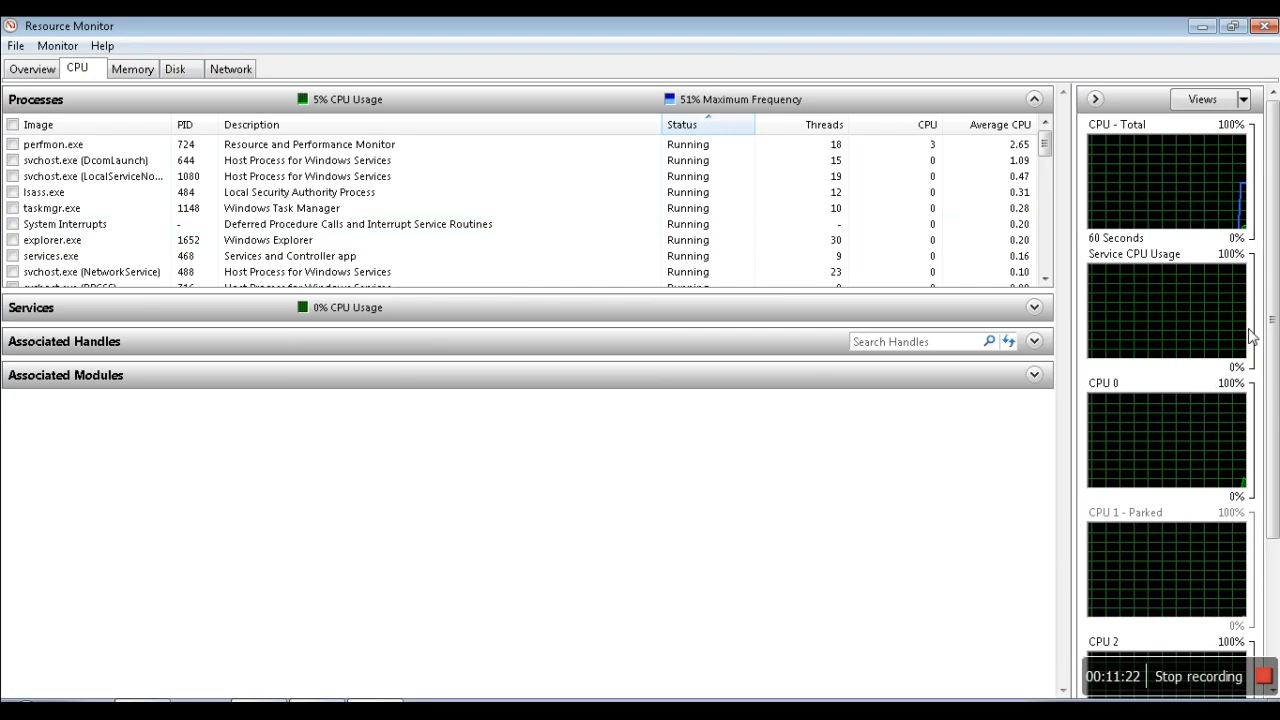 Resource Monitor
File Monitor Help
Overview CPU Memory Disk Network
Processes 5% CPU Usage 51% Maximum Frequency
Image PID Description Status Threads CPU Average CPU
perfmon.exe 724 Resource and Performance Monitor Running 18 3 2.65
svchost.exe (DcomLaunch) 644 Host Process for Windows Services Running 15 0 1.09
svchost.exe (LocalServiceNo... 1080 Host Process for Windows Services Running 19 0 0.47
lsass.exe 484 Local Security Authority Process Running 12 0 0.31
taskmgr.exe 1148 Windows Task Manager Running 10 0 0.28
System Interrupts - Deferred Procedure Calls and Interrupt Service Routines Running - 0 0.20
explorer.exe 1652 Windows Explorer Running 30 0 0.20
services.exe 468 Services and Controller app Running 9 0 0.16
svchost.exe (NetworkService) 488 Host Process for Windows Services Running 23 0 0.10
Services 0% CPU Usage
Associated Handles Search Handles
Associated Modules
Views
CPU - Total 100%
60 Seconds 0%
Service CPU Usage 100%
0%
CPU 0 100%
0%
CPU 1 - Parked 100%
0%
CPU 2 100%
00:11:22 Stop recording